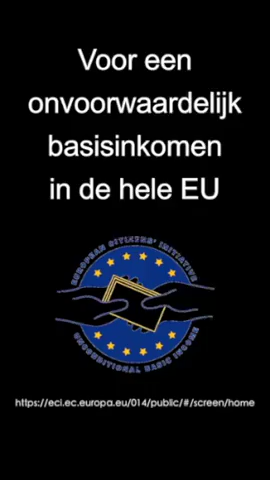 Voor een
onvoorwaardelijk
basisinkomen
in de hele EU
EUROPEAN CITIZENS' INITIATIVE
UNCONDITIONAL BASIC INCOME
https://eci.ec.europa.eu/014/public/#/screen/home